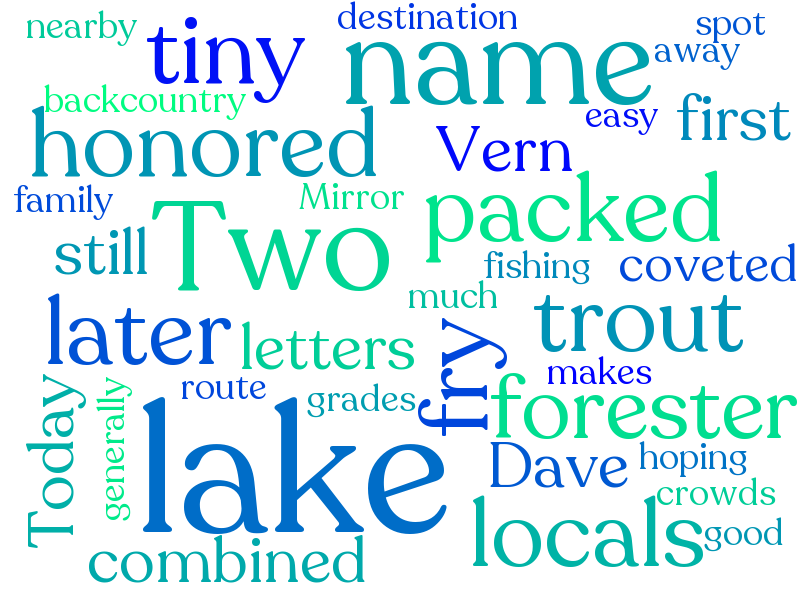 nearby
tiny
destination
name
spot
away
backcountry
honored
Vern
easy
first
family
Two
Mirror
packed
still
fishing
coveted
much
later
letters
fry
trout
makes
Today
generally
route
grades
forester
lake
Dave
hoping
crowds
locals
good
combined